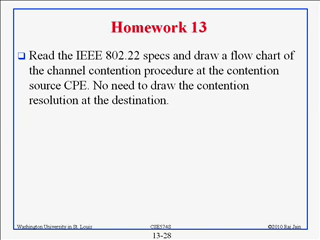 Homework 13
Read the IEEE 802.22 specs and draw a flow chart of
the channel contention procedure at the contention
source CPE. No need to draw the contention
resolution at the destination.
Washington University in St. Louis
CSE574S
©2010 Raj Jain
13-28